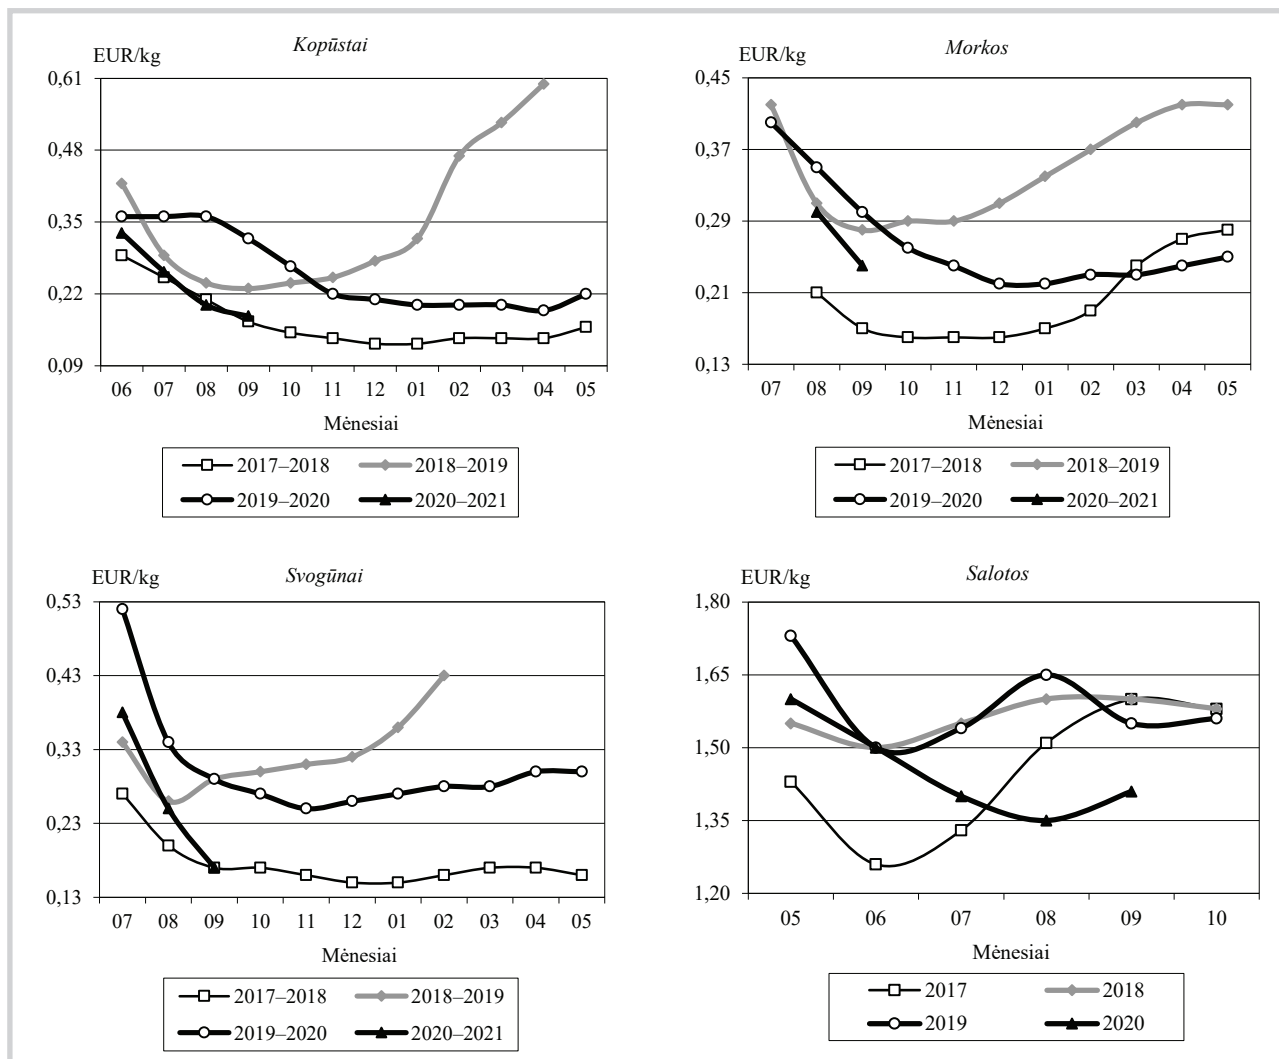 Kopūstai
EUR/kg
0,61
0,48
0,35
0,22
0,09
06 07 08 09 10 11 12 01 02 03 04 05
Mėnesiai
2017–2018 2018–2019
2019–2020 2020–2021
Morkos
EUR/kg
0,45
0,37
0,29
0,21
0,13
07 08 09 10 11 12 01 02 03 04 05
Mėnesiai
2017–2018 2018–2019
2019–2020 2020–2021
Svogūnai
EUR/kg
0,53
0,43
0,33
0,23
0,13
07 08 09 10 11 12 01 02 03 04 05
Mėnesiai
2017–2018 2018–2019
2019–2020 2020–2021
Salotos
EUR/kg
1,80
1,65
1,50
1,35
1,20
05 06 07 08 09 10
Mėnesiai
2017 2018
2019 2020